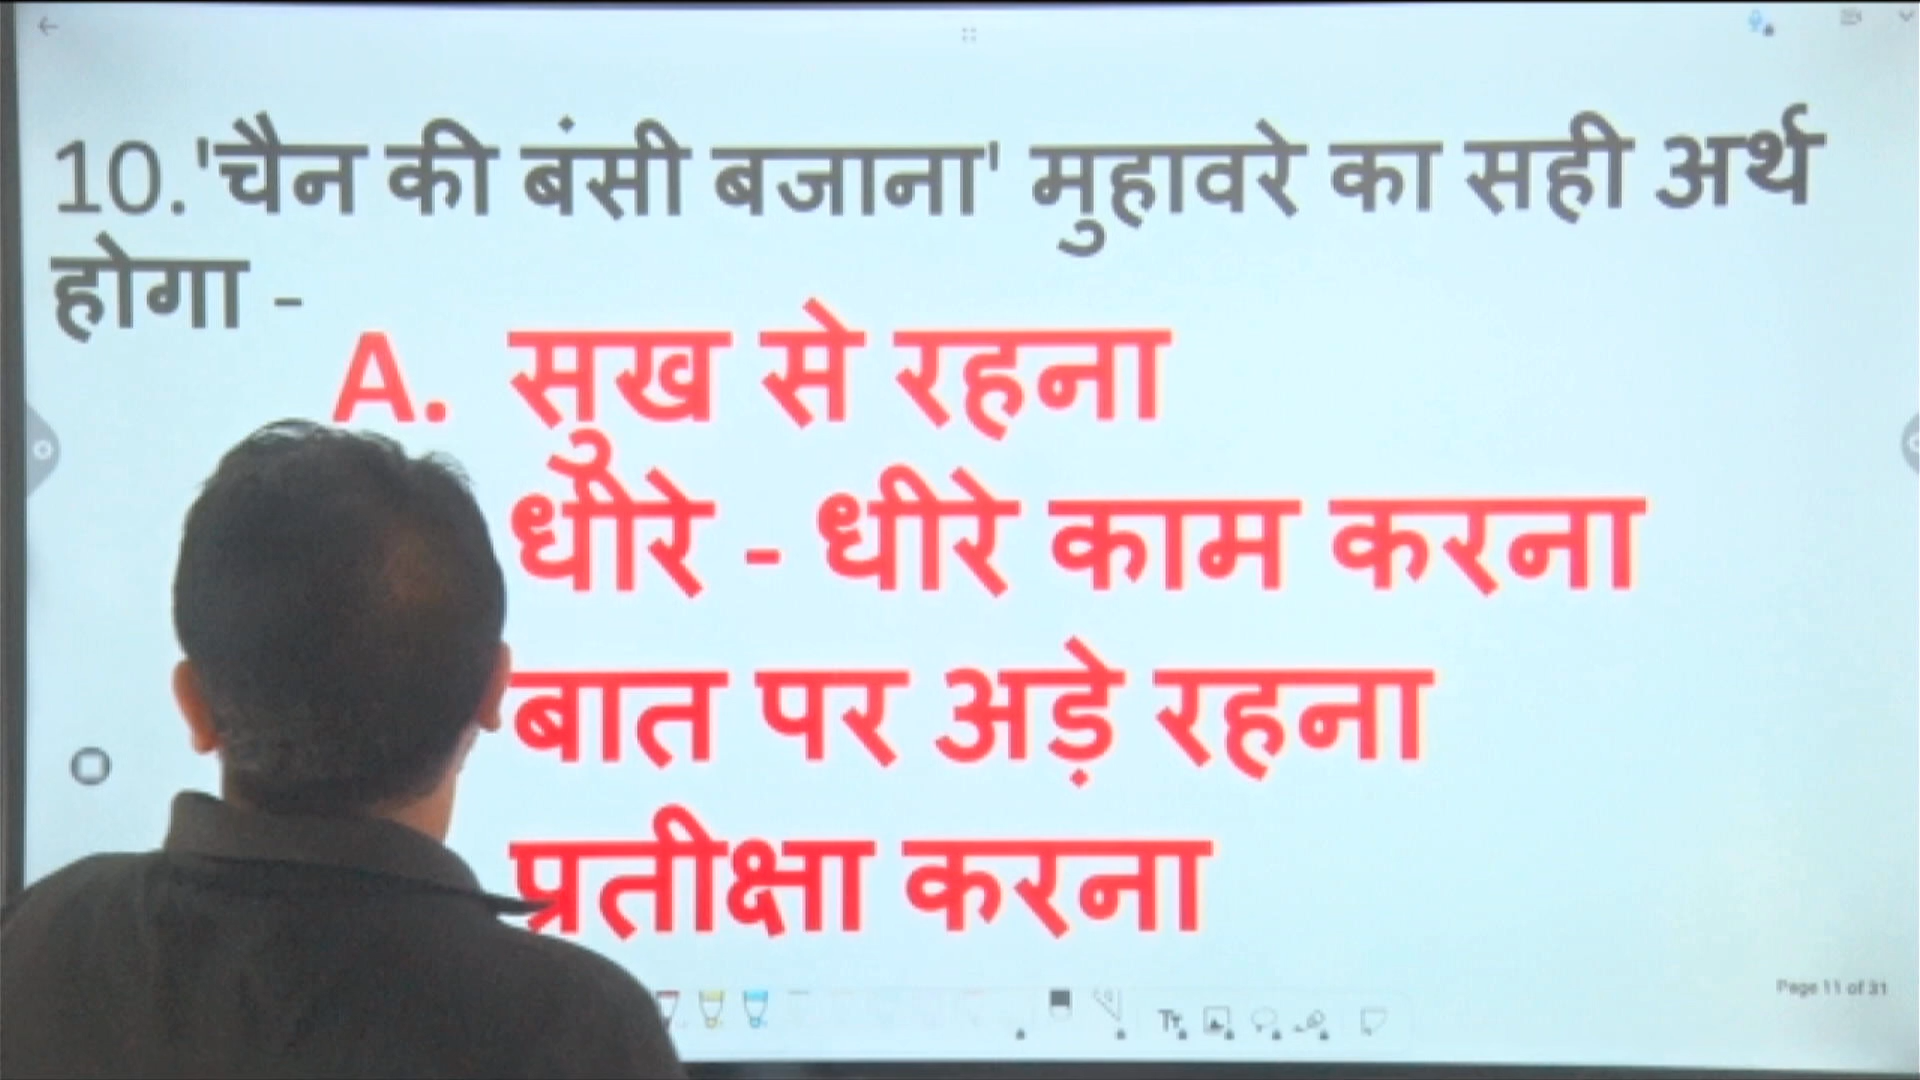 10.'चैन की बंसी बजाना' मुहावरे का सही अर्थ
होगा -
A. सुख से रहना
धीरे - धीरे काम करना
बात पर अड़े रहना
प्रतीक्षा करना
Page 11 of 31